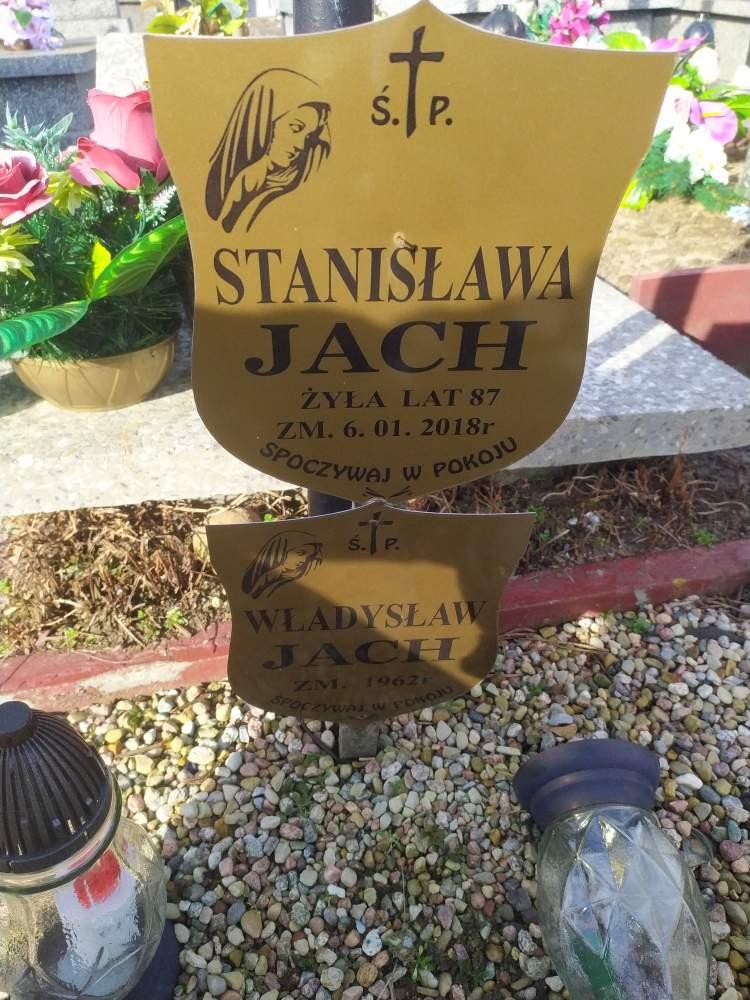 Ś. P.
STANISŁAWA
JACH
ŻYŁA LAT 87
ZM. 6. 01. 2018r
SPOCZYWAJ W POKOJU
Ś. P.
WŁADYSŁAW
JACH
ZM. 1962r
SPOCZYWAJ W POKOJU